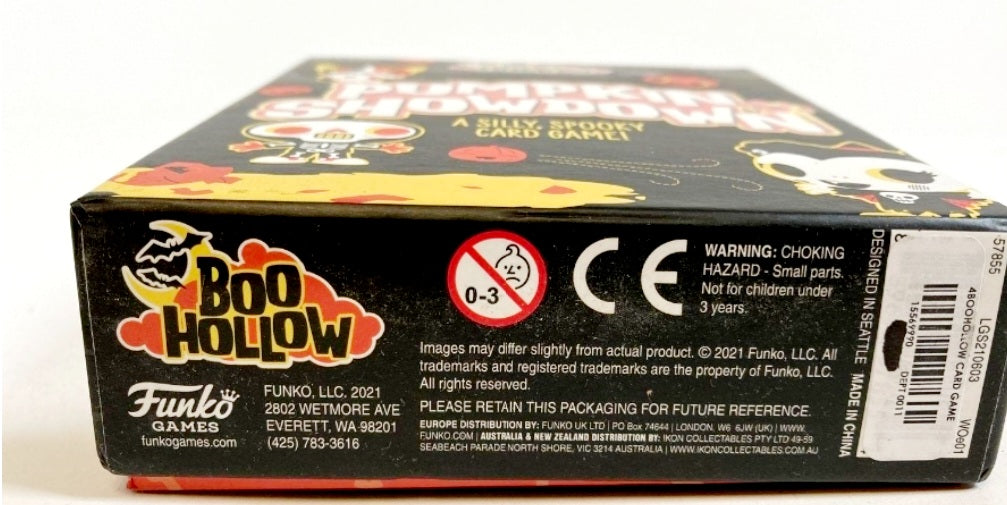 PUMPKIN
SHOWDOWN
A SILLY, SPOOKY
CARD GAME!
BOO
HOLLOW
Funko
GAMES
funkogames.com
FUNKO, LLC. 2021
2802 WETMORE AVE
EVERETT, WA 98201
(425) 783-3616
0-3
CE
WARNING: CHOKING
HAZARD - Small parts.
Not for children under
3 years.
Images may differ slightly from actual product. © 2021 Funko, LLC. All
trademarks and registered trademarks are the property of Funko, LLC.
All rights reserved.
PLEASE RETAIN THIS PACKAGING FOR FUTURE REFERENCE.
EUROPE DISTRIBUTION BY: FUNKO UK LTD | PO Box 74644 | LONDON, W6 6JW (UK) | WWW.
FUNKO.COM | AUSTRALIA & NEW ZEALAND DISTRIBUTION BY: IKON COLLECTABLES PTY LTD 49-59
SEABEACH PARADE NORTH SHORE, VIC 3214 AUSTRALIA | WWW.IKONCOLLECTABLES.COM.AU
DESIGNED IN SEATTLE MADE IN CHINA
15569990 DEPT 0011
4BOOHOLLOW CARD GAME
LGS210603
57855
WO601